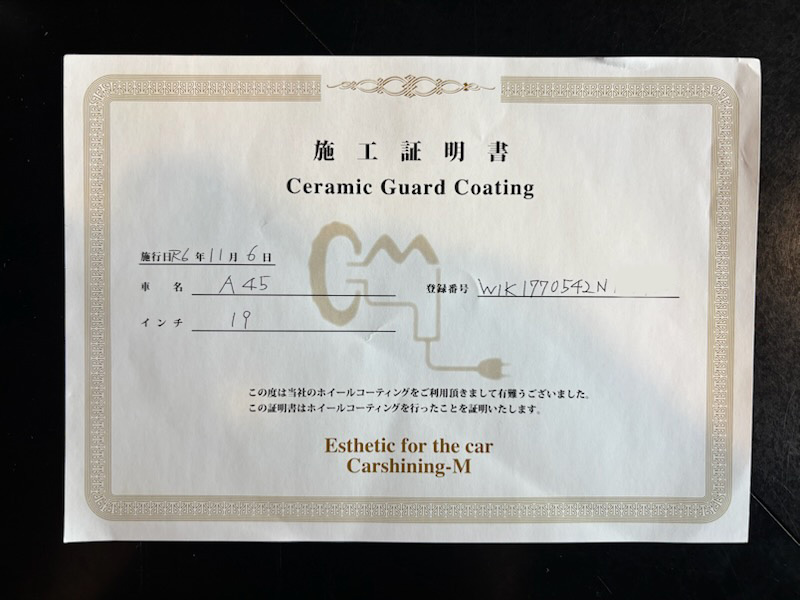 施工証明書
Ceramic Guard Coating
CM
施行日R6年11月6日
車名 A45
登録番号 W1K1770542N
インチ 19
この度は当社のホイールコーティングをご利用頂きまして有難うございました。
この証明書はホイールコーティングを行ったことを証明いたします。
Esthetic for the car
Carshining-M